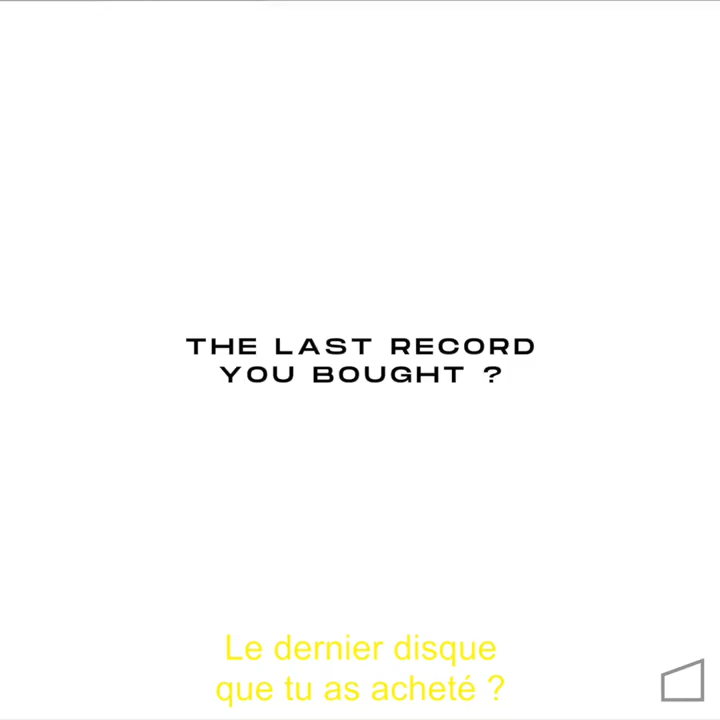 THE LAST RECORD
YOU BOUGHT ?
Le dernier disque
que tu as acheté ?